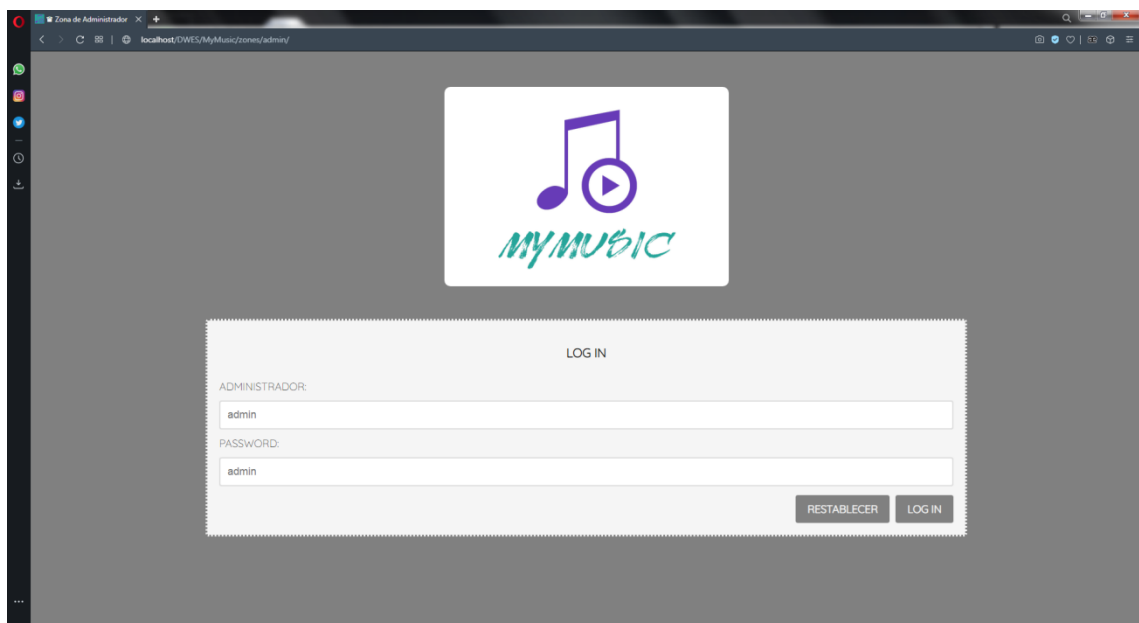 Zona de Administrador
localhost/DWES/MyMusic/zones/admin/
MYMUSIC
LOG IN
ADMINISTRADOR:
admin
PASSWORD:
admin
RESTABLECER LOG IN